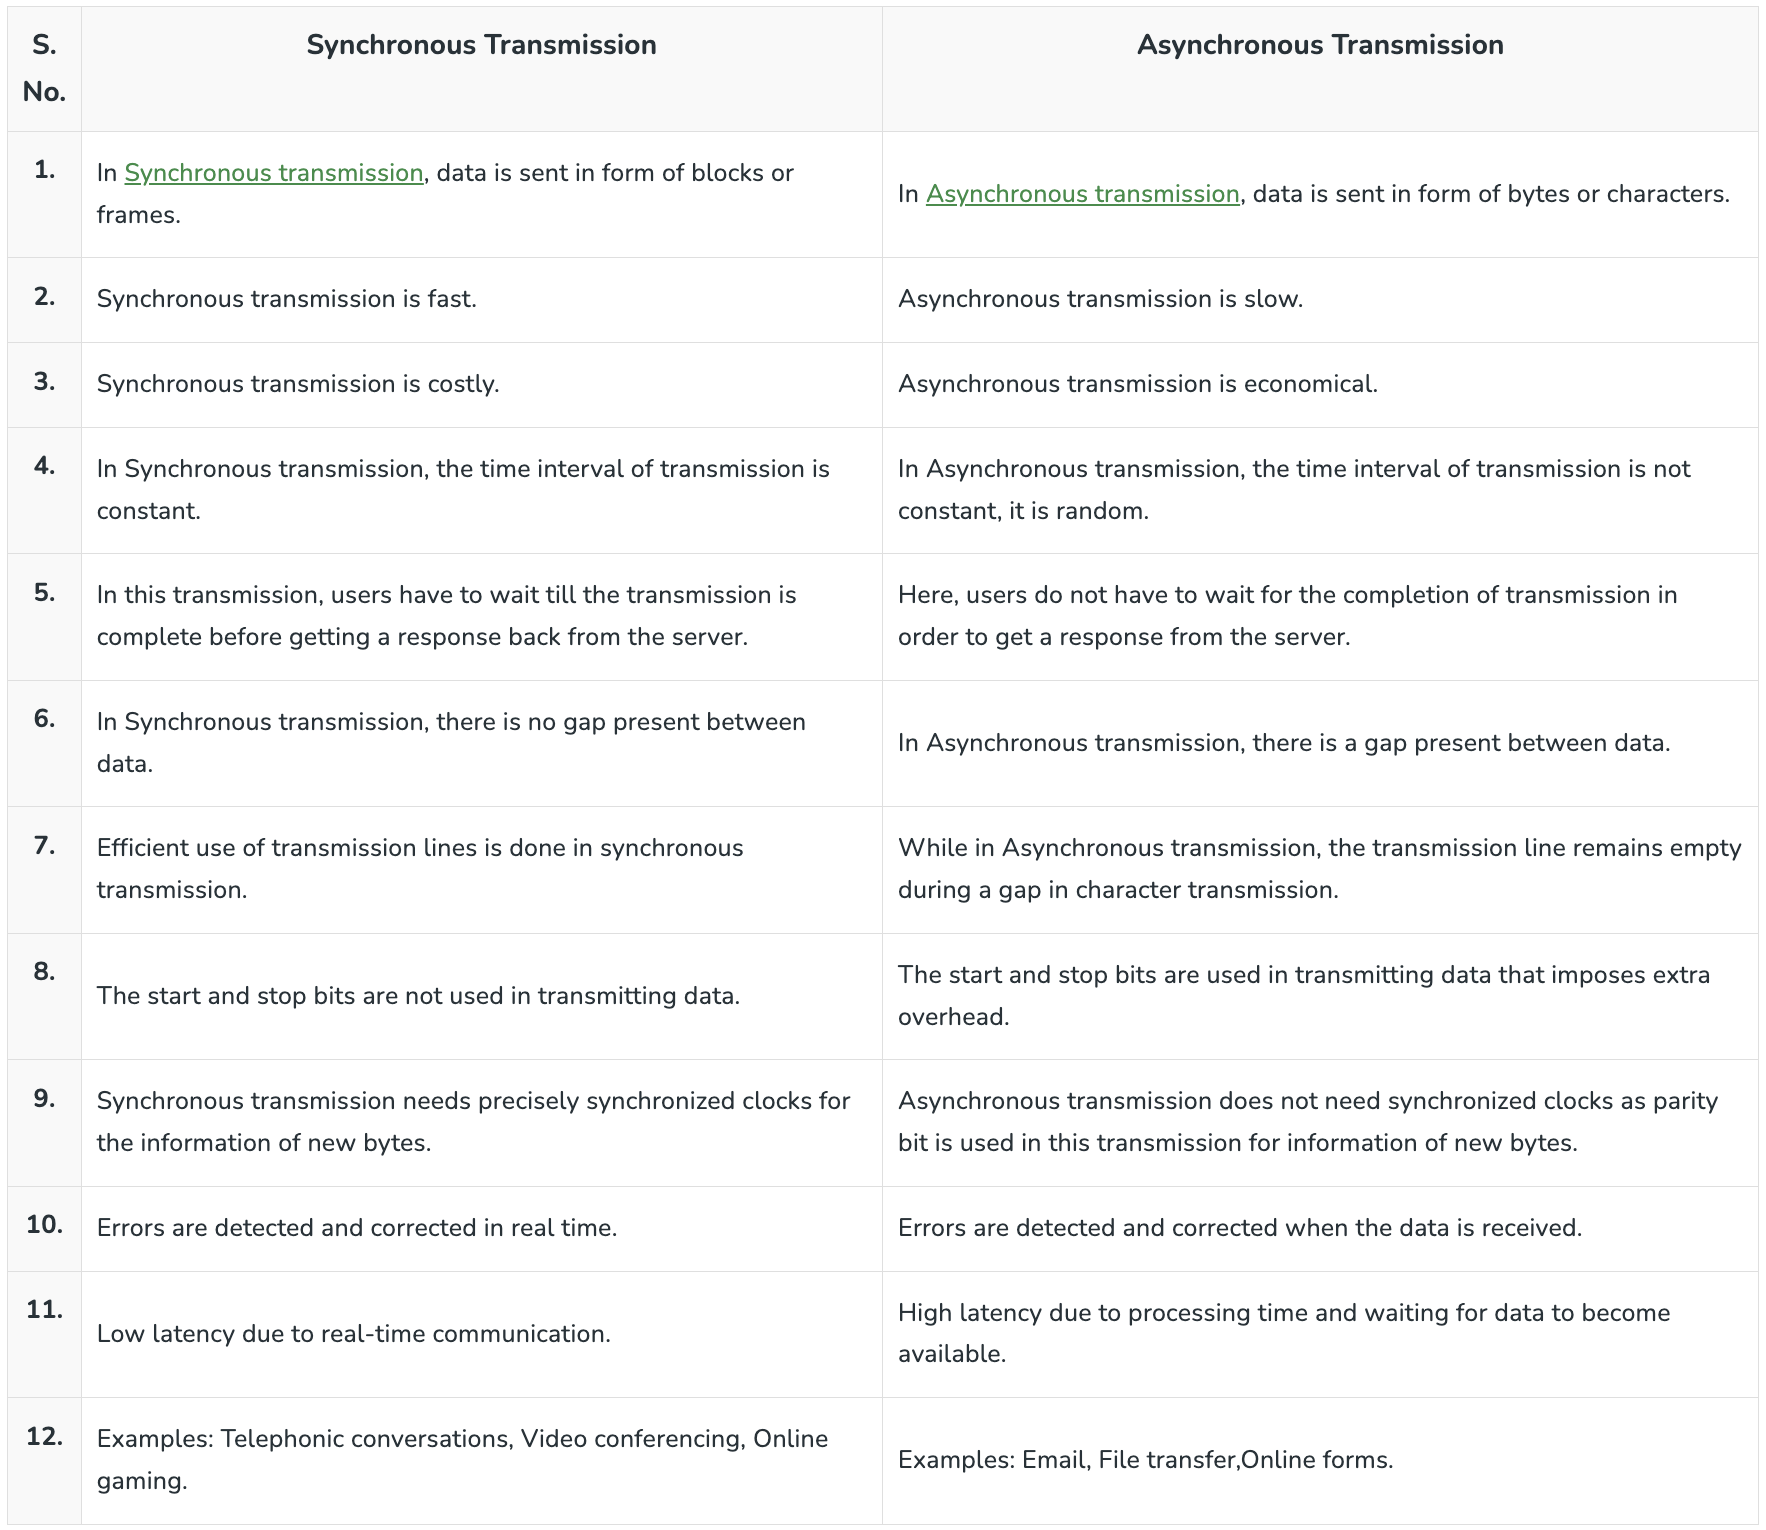 S.
No.
Synchronous Transmission
Asynchronous Transmission
1.
In Synchronous transmission, data is sent in form of blocks or
frames.
In Asynchronous transmission, data is sent in form of bytes or characters.
2.
Synchronous transmission is fast.
Asynchronous transmission is slow.
3.
Synchronous transmission is costly.
Asynchronous transmission is economical.
4.
In Synchronous transmission, the time interval of transmission is
constant.
In Asynchronous transmission, the time interval of transmission is not
constant, it is random.
5.
In this transmission, users have to wait till the transmission is
complete before getting a response back from the server.
Here, users do not have to wait for the completion of transmission in
order to get a response from the server.
6.
In Synchronous transmission, there is no gap present between
data.
In Asynchronous transmission, there is a gap present between data.
7.
Efficient use of transmission lines is done in synchronous
transmission.
While in Asynchronous transmission, the transmission line remains empty
during a gap in character transmission.
8.
The start and stop bits are not used in transmitting data.
The start and stop bits are used in transmitting data that imposes extra
overhead.
9.
Synchronous transmission needs precisely synchronized clocks for
the information of new bytes.
Asynchronous transmission does not need synchronized clocks as parity
bit is used in this transmission for information of new bytes.
10.
Errors are detected and corrected in real time.
Errors are detected and corrected when the data is received.
11.
Low latency due to real-time communication.
High latency due to processing time and waiting for data to become
available.
12.
Examples: Telephonic conversations, Video conferencing, Online
gaming.
Examples: Email, File transfer,Online forms.